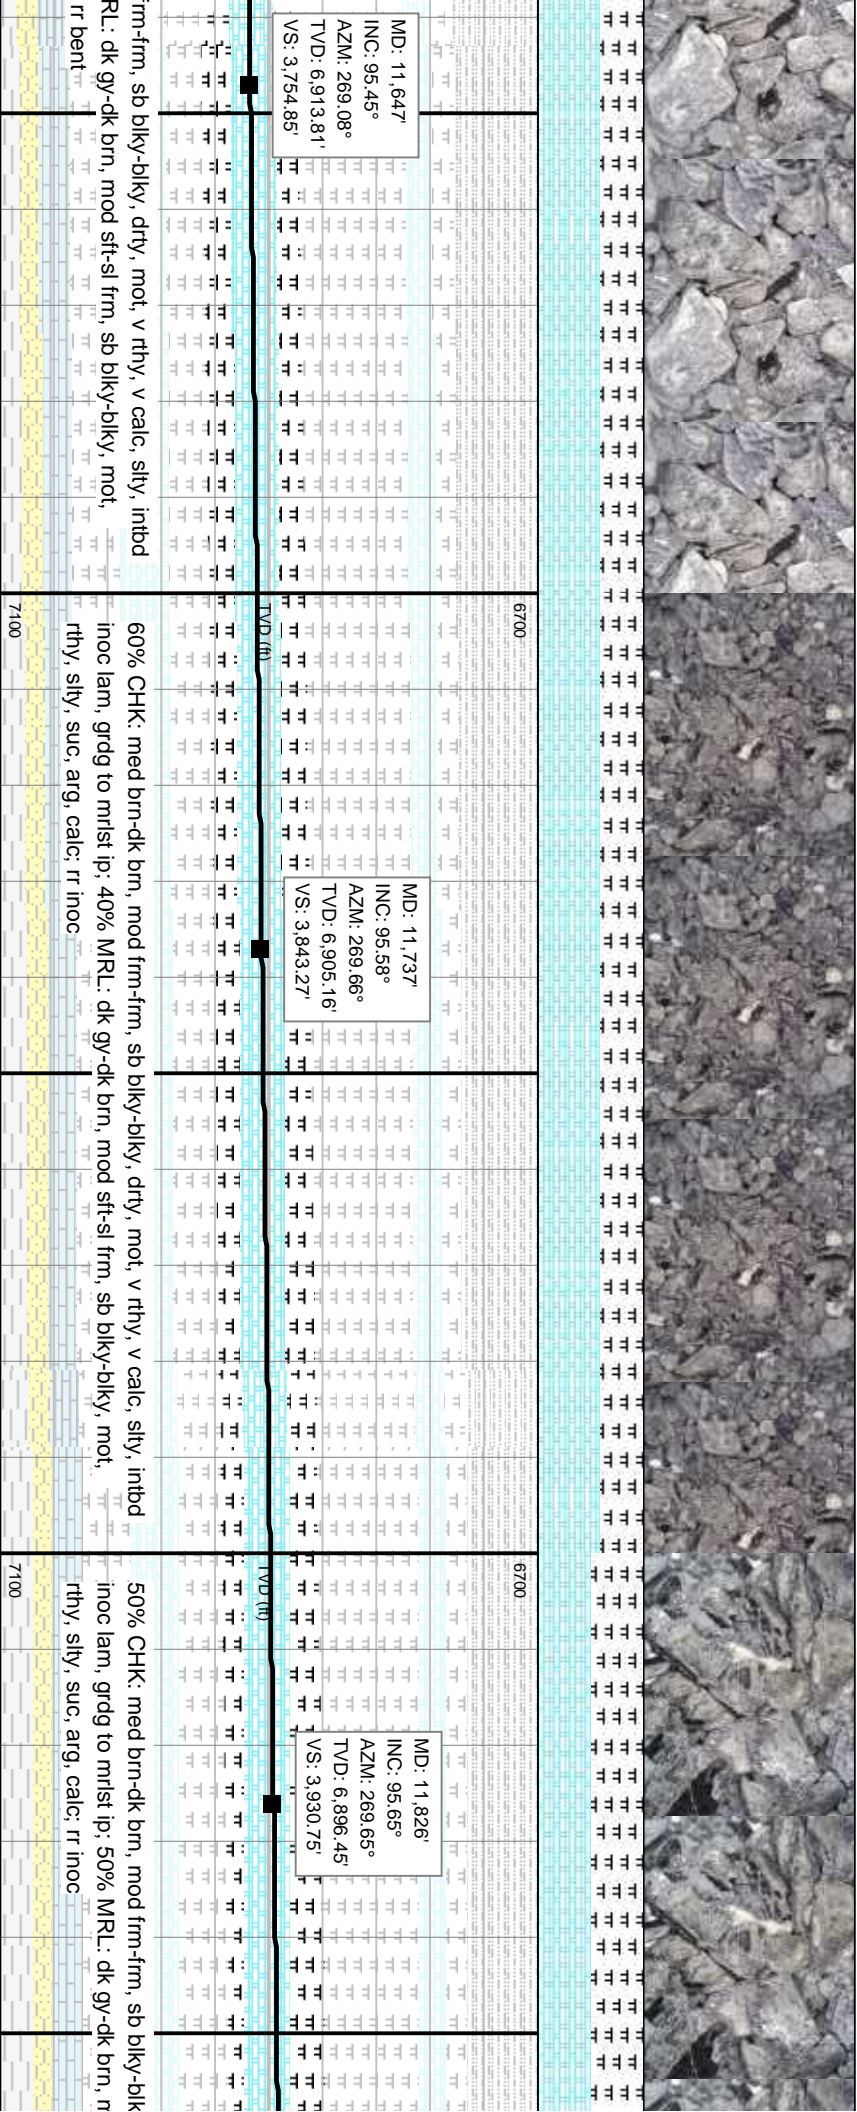 MD: 11,647'
INC: 95.45°
AZM: 269.08°
TVD: 6,913.81'
VS: 3,754.85'
frm-frm, sb blky-blky, drty, mot, v rthy, v calc, slty, intbd
RL: dk gy-dk brn, mod sft-sl frm, sb blky-blky, mot,
rr bent
6700
TVD (ft)
7100
60% CHK: med brn-dk brn, mod frm-frm, sb blky-blky, drty, mot, v rthy, v calc, slty, intbd
inoc lam, grdg to mrlst ip; 40% MRL: dk gy-dk brn, mod sft-sl frm, sb blky-blky, mot,
rthy, slty, suc, arg, calc; rr inoc
MD: 11,737'
INC: 95.58°
AZM: 269.66°
TVD: 6,905.16'
VS: 3,843.27'
6700
TVD (ft)
7100
50% CHK: med brn-dk brn, mod frm-frm, sb blky-blk
inoc lam, grdg to mrlst ip; 50% MRL: dk gy-dk brn,
rthy, slty, suc, arg, calc; rr inoc
MD: 11,826'
INC: 95.65°
AZM: 269.65°
TVD: 6,896.45'
VS: 3,930.75'